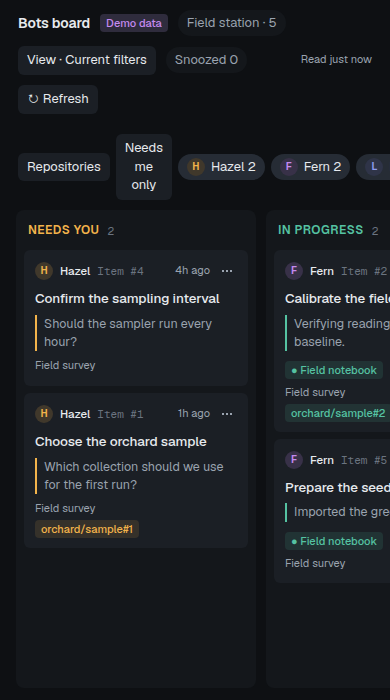 Bots board Demo data Field station · 5
View · Current filters Snoozed 0 Read just now
↻ Refresh
Repositories Needs me only H Hazel 2 F Fern 2 L
NEEDS YOU 2
H Hazel Item #4 4h ago ···
Confirm the sampling interval
Should the sampler run every
hour?
Field survey
H Hazel Item #1 1h ago ···
Choose the orchard sample
Which collection should we use
for the first run?
Field survey
orchard/sample#1
IN PROGRESS 2
F Fern Item #2
Calibrate the
Verifying reading
baseline.
● Field notebook
Field survey
orchard/sample#2
F Fern Item #5
Prepare the seed
Imported the
● Field notebook
Field survey